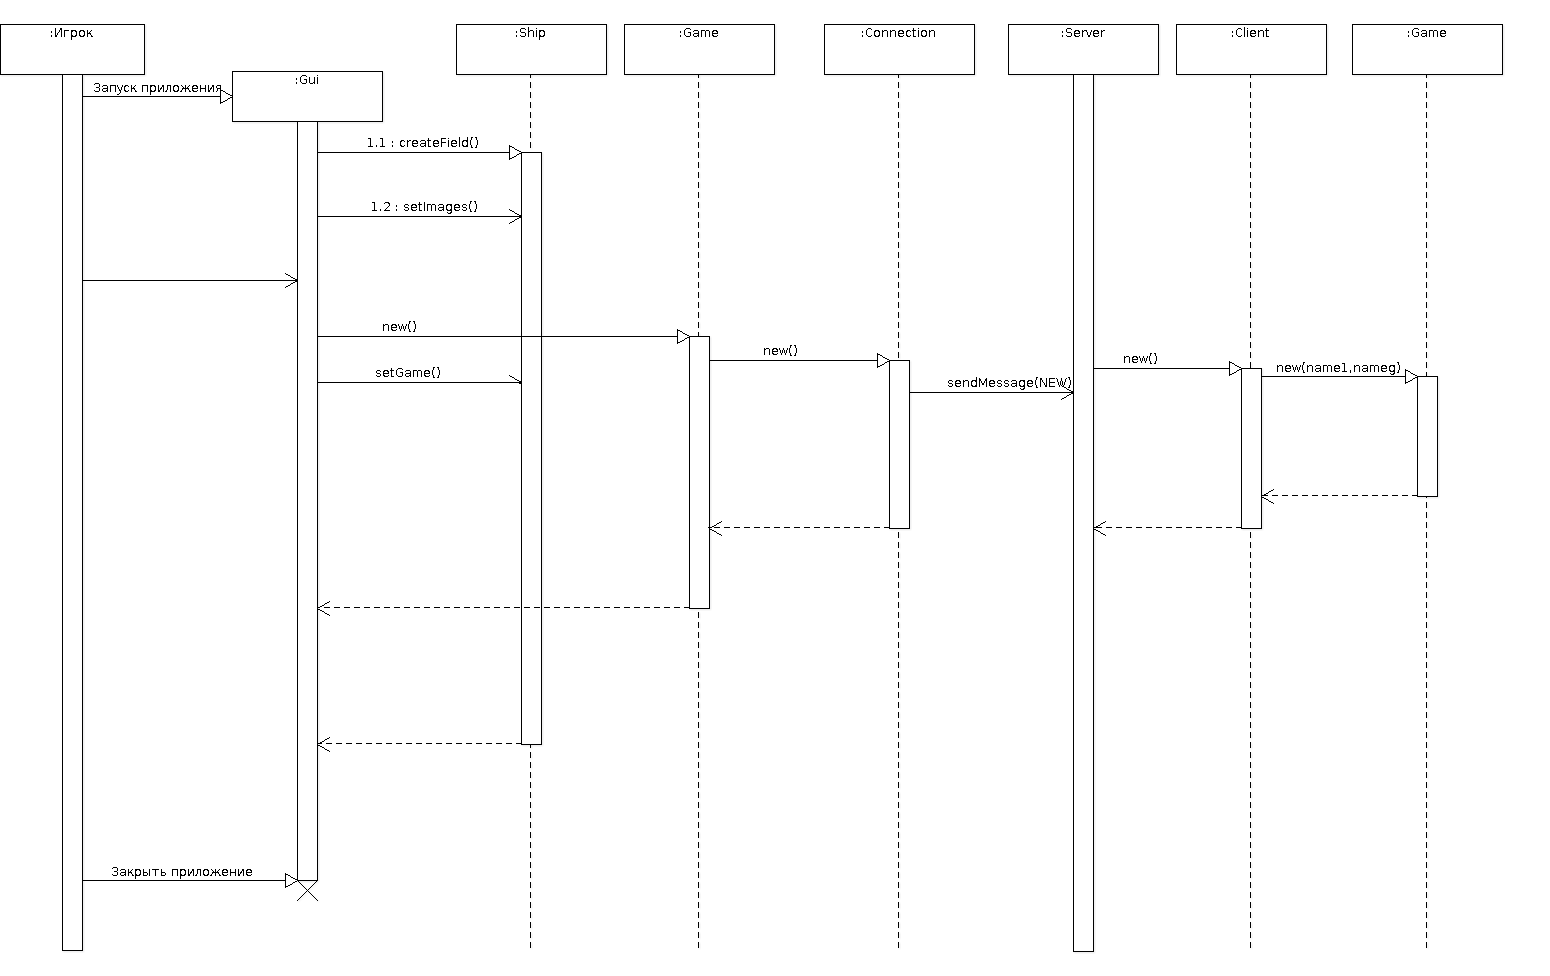 :Игрок
:Gui
:Ship
:Game
:Connection
:Server
:Client
:Game
Запуск приложения
1.1 : createField()
1.2 : setImages()
new()
new()
new()
new(name1,nameg)
setGame()
sendMessage(NEW)
Закрыть приложение